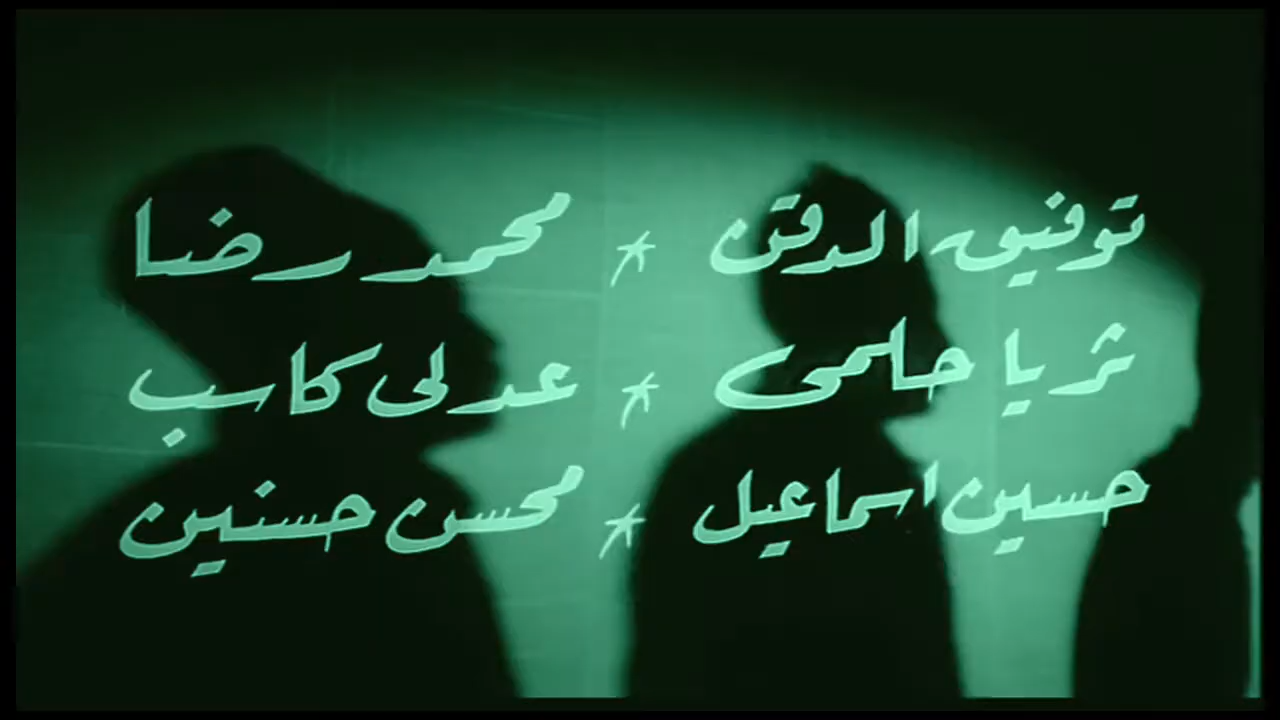 توفيق الدقن * محمد رضا
ثريا حلمى * عدلى كاسب
حسين اسماعيل * محسن حسنين